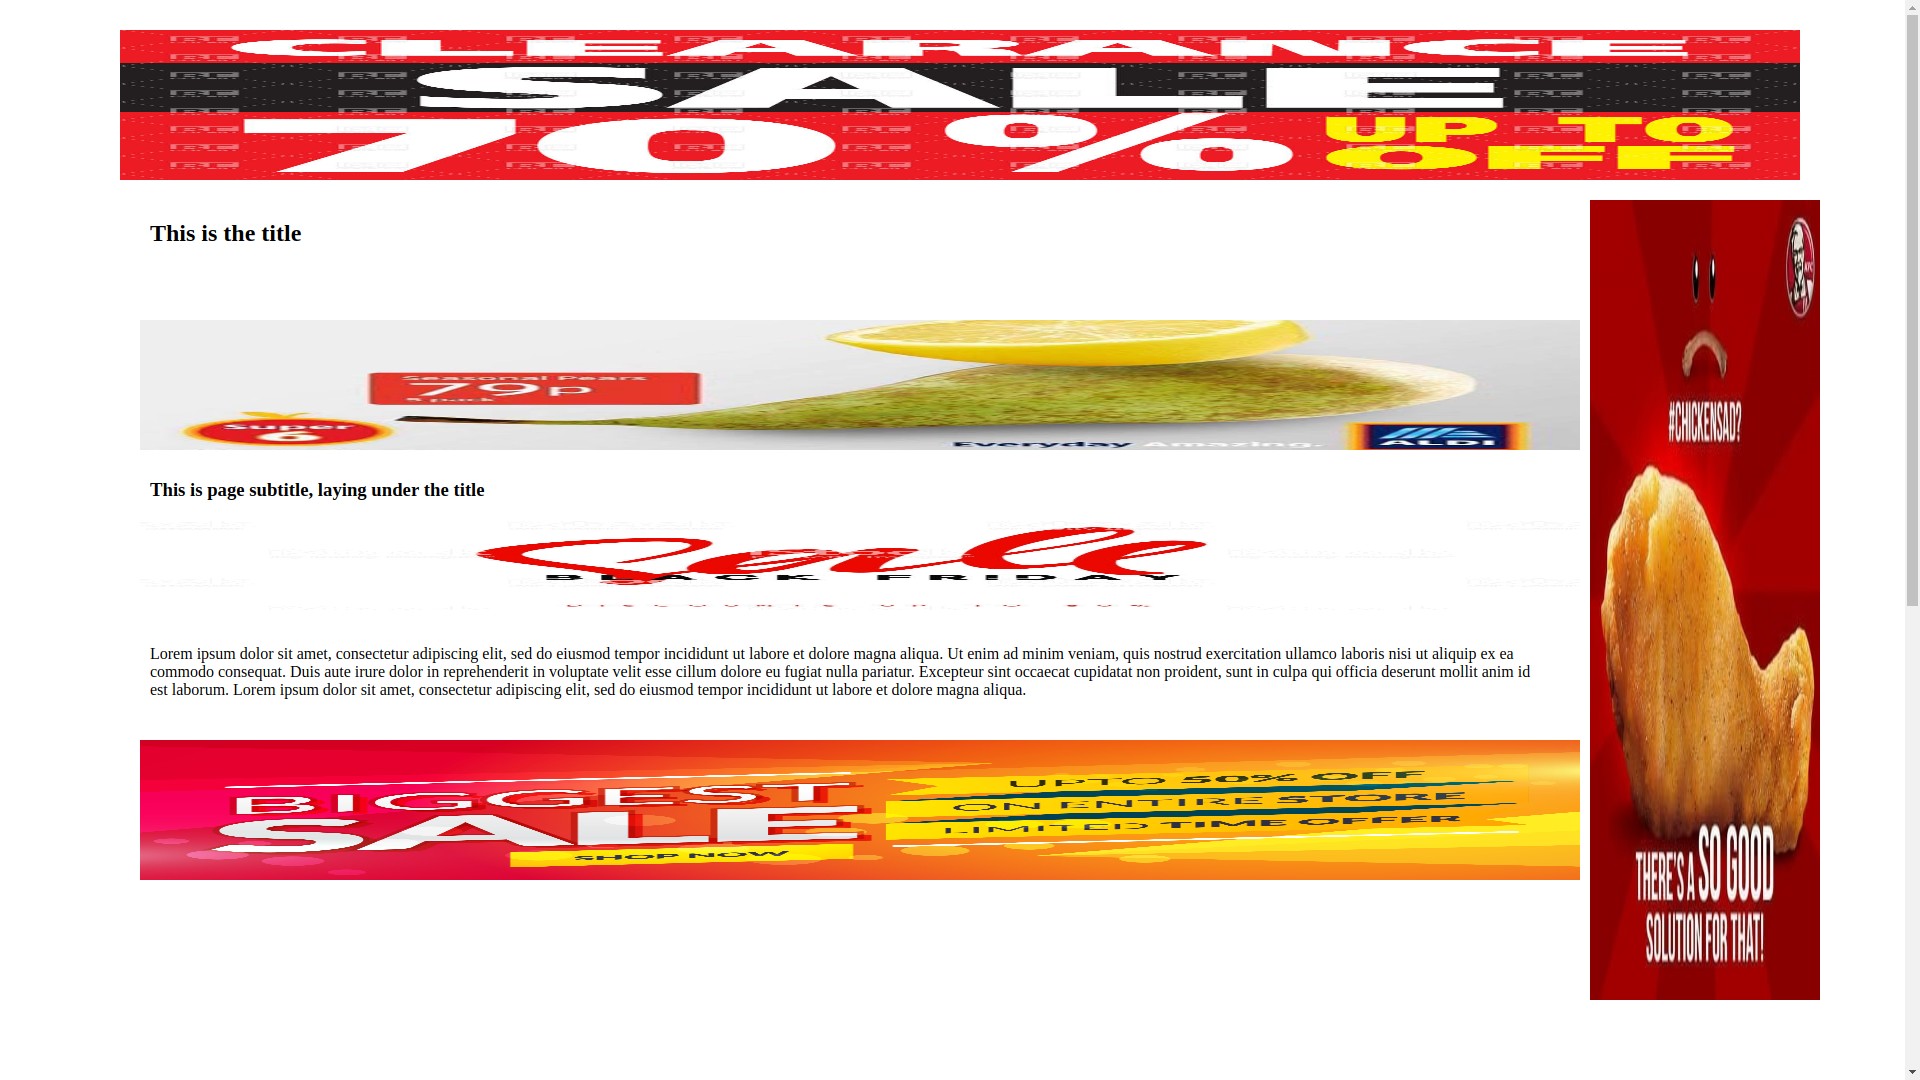 CLEARANCE
SALE
70% UP TO
OFF
This is the title
Seasonal Pears
79p
5 pack
Super
6
Everyday Amazing.
ALDI
This is page subtitle, laying under the title
Sale
BLACK FRIDAY
Lorem ipsum dolor sit amet, consectetur adipiscing elit, sed do eiusmod tempor incididunt ut labore et dolore magna aliqua. Ut enim ad minim veniam, quis nostrud exercitation ullamco laboris nisi ut aliquip ex ea
commodo consequat. Duis aute irure dolor in reprehenderit in voluptate velit esse cillum dolore eu fugiat nulla pariatur. Excepteur sint occaecat cupidatat non proident, sunt in culpa qui officia deserunt mollit anim id
est laborum. Lorem ipsum dolor sit amet, consectetur adipiscing elit, sed do eiusmod tempor incididunt ut labore et dolore magna aliqua.
BIGGEST
SALE
SHOP NOW
UPTO 50% OFF
ON ENTIRE STORE
LIMITED TIME OFFER
KFC
#CHICKENSAD?
THERE'S A SO GOOD
SOLUTION FOR THAT!